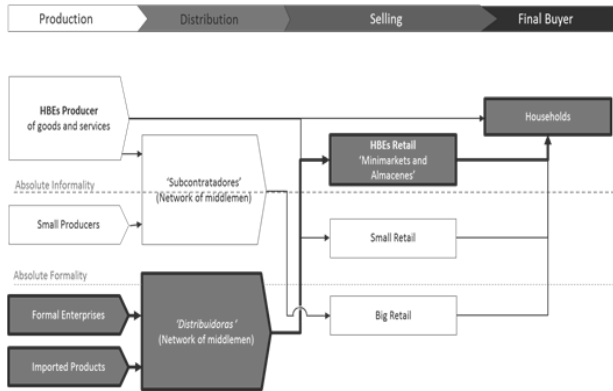 Production
Distribution
Selling
Final Buyer
HBEs Producer
of goods and services
Households
HBEs Retail
‘Minimarkets and
Almacenes’
‘Subcontratadores’
(Network of middlemen)
Absolute Informality
Small Producers
Small Retail
Absolute Formality
Formal Enterprises
‘Distribuidoras ’
(Network of middlemen)
Big Retail
Imported Products